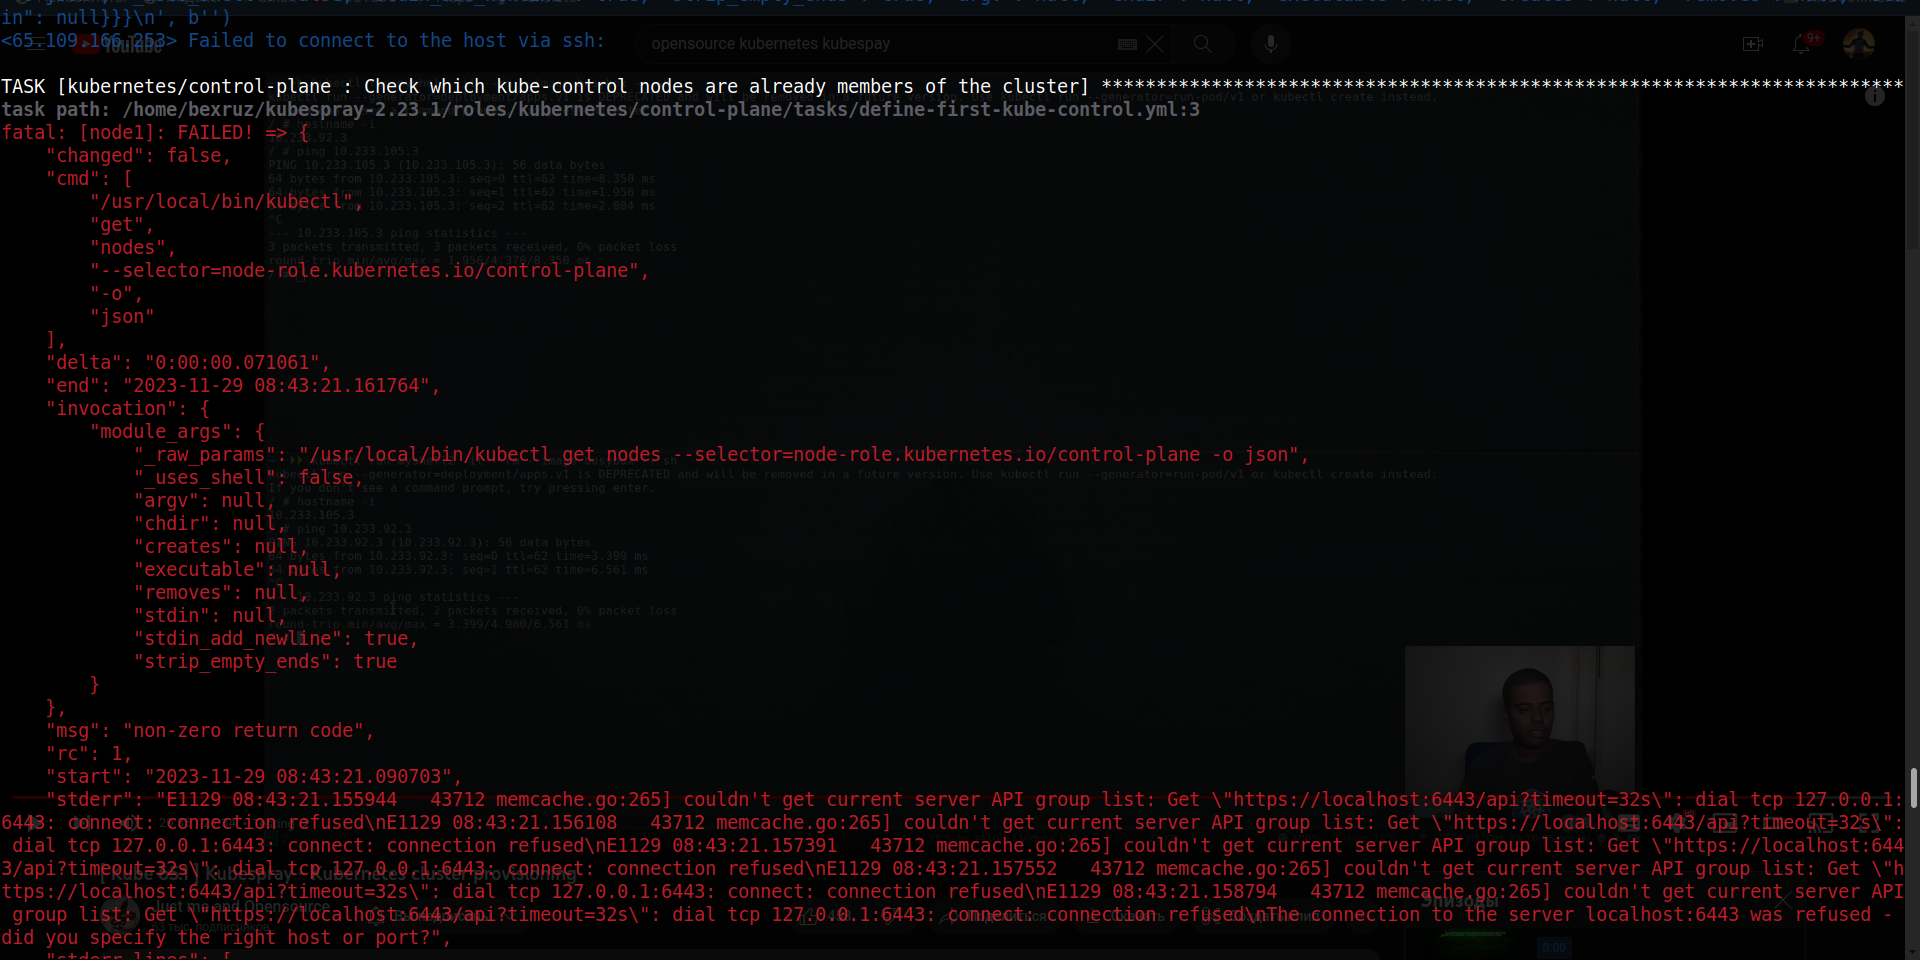 in": null}}}\n', b'')
<65.109.166.253> Failed to connect to the host via ssh:
opensource kubernetes kubespay
9+
TASK [kubernetes/control-plane : Check which kube-control nodes are already members of the cluster] *************************************************************************
task path: /home/bexruz/kubespray-2.23.1/roles/kubernetes/control-plane/tasks/define-first-kube-control.yml:3
fatal: [node1]: FAILED! => {
    "changed": false,
    "cmd": [
        "/usr/local/bin/kubectl",
        "get",
        "nodes",
        "--selector=node-role.kubernetes.io/control-plane",
        "-o",
        "json"
    ],
    "delta": "0:00:00.071061",
    "end": "2023-11-29 08:43:21.161764",
    "invocation": {
        "module_args": {
            "_raw_params": "/usr/local/bin/kubectl get nodes --selector=node-role.kubernetes.io/control-plane -o json",
            "_uses_shell": false,
            "argv": null,
            "chdir": null,
            "creates": null,
            "executable": null,
            "removes": null,
            "stdin": null,
            "stdin_add_newline": true,
            "strip_empty_ends": true
        }
    },
    "msg": "non-zero return code",
    "rc": 1,
    "start": "2023-11-29 08:43:21.090703",
    "stderr": "E1129 08:43:21.155944   43712 memcache.go:265] couldn't get current server API group list: Get \"https://localhost:6443/api?timeout=32s\": dial tcp 127.0.0.1:
6443: connect: connection refused\nE1129 08:43:21.156108   43712 memcache.go:265] couldn't get current server API group list: Get \"https://localhost:6443/api?timeout=32s\":
 dial tcp 127.0.0.1:6443: connect: connection refused\nE1129 08:43:21.157391   43712 memcache.go:265] couldn't get current server API group list: Get \"https://localhost:644
3/api?timeout=32s\": dial tcp 127.0.0.1:6443: connect: connection refused\nE1129 08:43:21.157552   43712 memcache.go:265] couldn't get current server API group list: Get \"h
ttps://localhost:6443/api?timeout=32s\": dial tcp 127.0.0.1:6443: connect: connection refused\nE1129 08:43:21.158794   43712 memcache.go:265] couldn't get current server API
 group list: Get \"https://localhost:6443/api?timeout=32s\": dial tcp 127.0.0.1:6443: connect: connection refused\nThe connection to the server localhost:6443 was refused -
did you specify the right host or port?",
    "stderr_lines": [